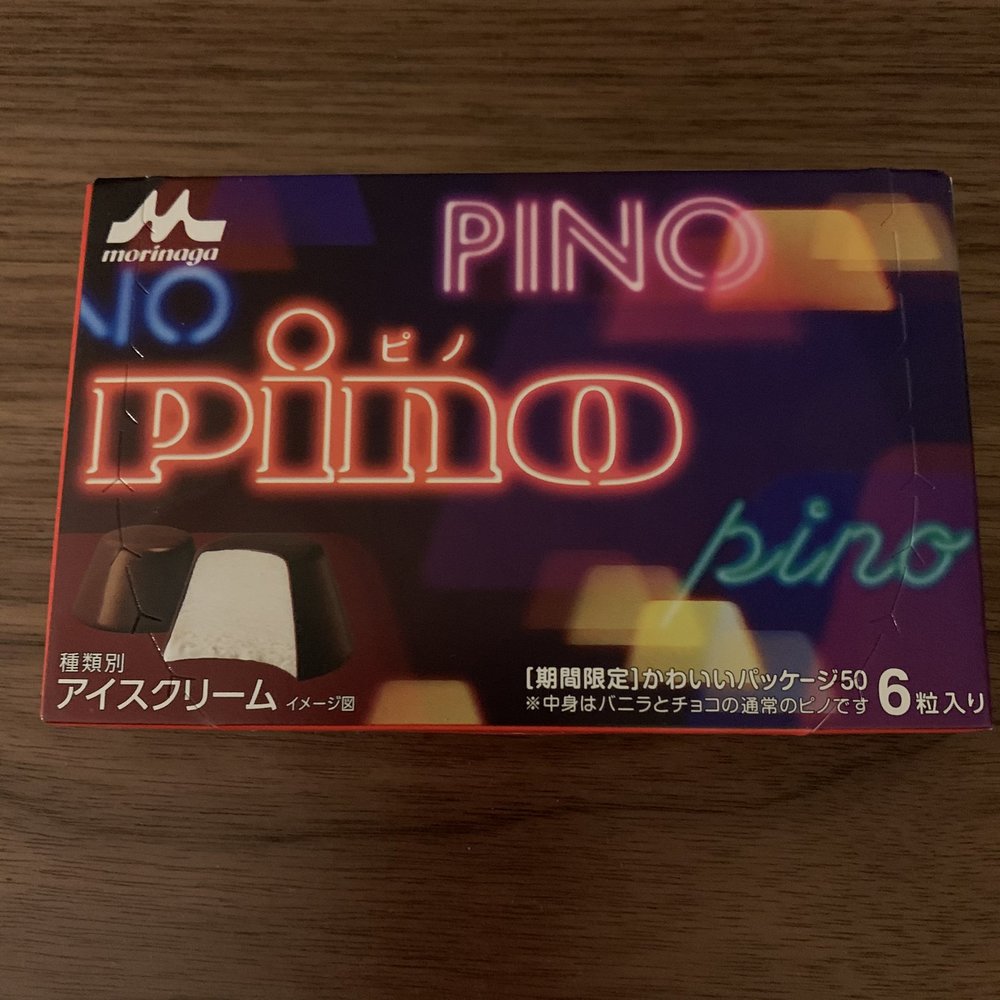 morinaga
PINO
NO
ピノ
pino
pino
種類別
アイスクリーム イメージ図
[期間限定]かわいいパッケージ50
※中身はバニラとチョコの通常のピノです
6粒入り